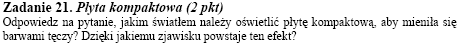 Zadanie 21. Płyta kompaktowa (2 pkt)
Odpowiedz na pytanie, jakim światłem należy oświetlić płytę kompaktową, aby mieniła się
barwami tęczy? Dzięki jakiemu zjawisku powstaje ten efekt?